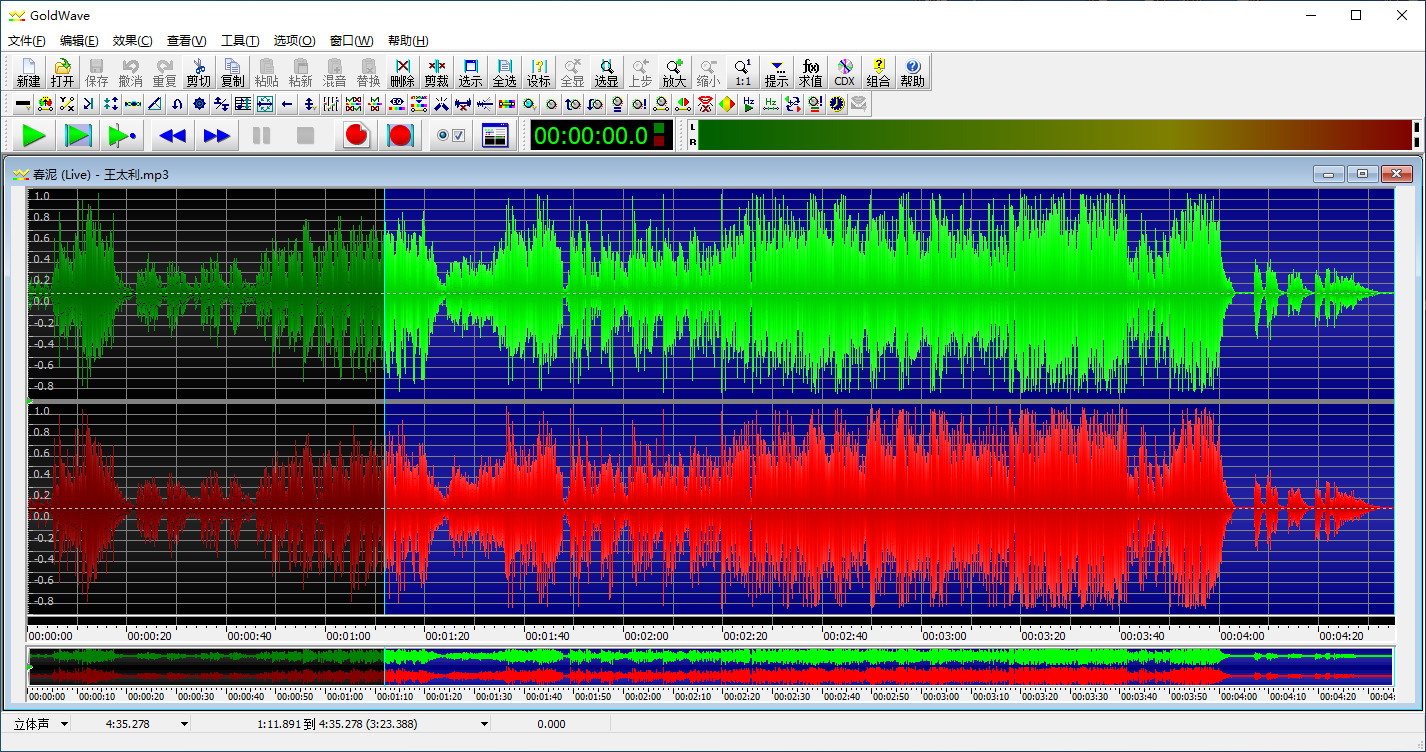 GoldWave
文件(F) 编辑(E) 效果(C) 查看(V) 工具(T) 选项(O) 窗口(W) 帮助(H)
新建 打开 保存 撤消 重复 剪切 复制 粘贴 粘新 混音 替换 删除 剪裁 选示 全选 设标 全显 选显 上步 放大 缩小 1:1 提示 求值 CDX 组合 帮助
00:00:00.0
L
R
春泥 (Live) - 王太利.mp3
1.0
0.8
0.6
0.4
0.2
0.0
-0.2
-0.4
-0.6
-0.8
1.0
0.8
0.6
0.4
0.2
0.0
-0.2
-0.4
-0.6
-0.8
00:00:00 00:00:20 00:00:40 00:01:00 00:01:20 00:01:40 00:02:00 00:02:20 00:02:40 00:03:00 00:03:20 00:03:40 00:04:00 00:04:20
00:00:00 00:00:10 00:00:20 00:00:30 00:00:40 00:00:50 00:01:00 00:01:10 00:01:20 00:01:30 00:01:40 00:01:50 00:02:00 00:02:10 00:02:20 00:02:30 00:02:40 00:02:50 00:03:00 00:03:10 00:03:20 00:03:30 00:03:40 00:03:50 00:04:00 00:04:10 00:04:20 00:04:
立体声 4:35.278 1:11.891 到 4:35.278 (3:23.388) 0.000